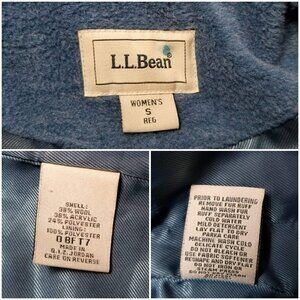 L.L.Bean
®
WOMEN'S
S
REG
SHELL:
38% WOOL
38% ACRYLIC
24% POLYESTER
LINING:
100% POLYESTER
0 8FT7
MADE IN
Q.I.Z. JORDAN
CARE ON REVERSE
PRIOR TO LAUNDERING
REMOVE FUR RUFF
HAND WASH FUR
RUFF SEPARATELY
COLD WATER
MILD DETERGENT
LAY FLAT TO DRY
PARKA CARE:
MACHINE WASH COLD
DELICATE CYCLE
DO NOT BLEACH OR
USE FABRIC SOFTENER
RESHAPE AND DRY FLAT
DO NOT IRON